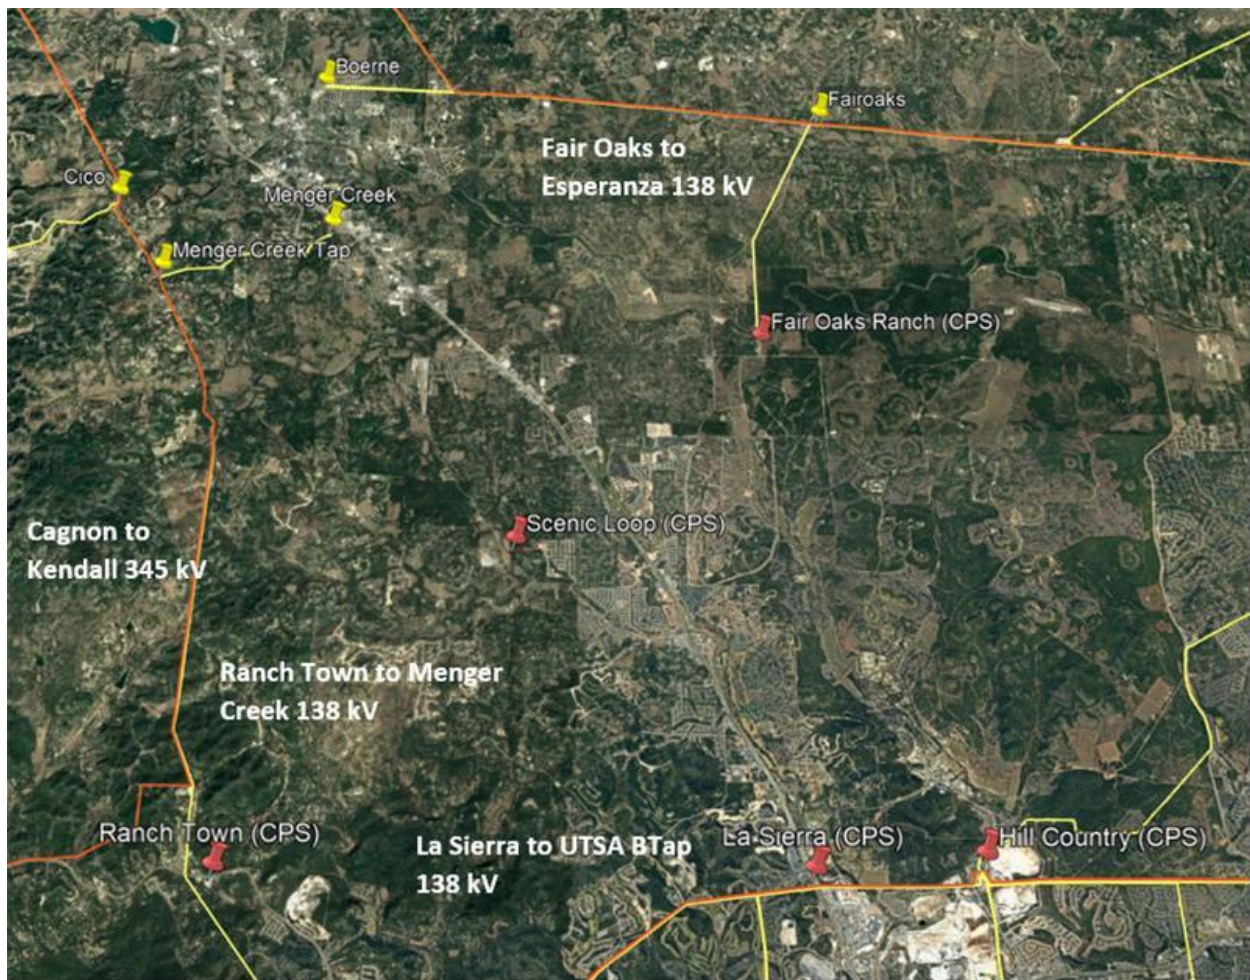 Boerne
Fairoaks
Fair Oaks to
Esperanza 138 kV
Cico
Menger Creek
Menger Creek Tap
Fair Oaks Ranch (CPS)
Scenic Loop (CPS)
Cagnon to
Kendall 345 kV
Ranch Town to Menger
Creek 138 kV
Ranch Town (CPS)
La Sierra to UTSA BTap
138 kV
La Sierra (CPS)
Hill Country (CPS)